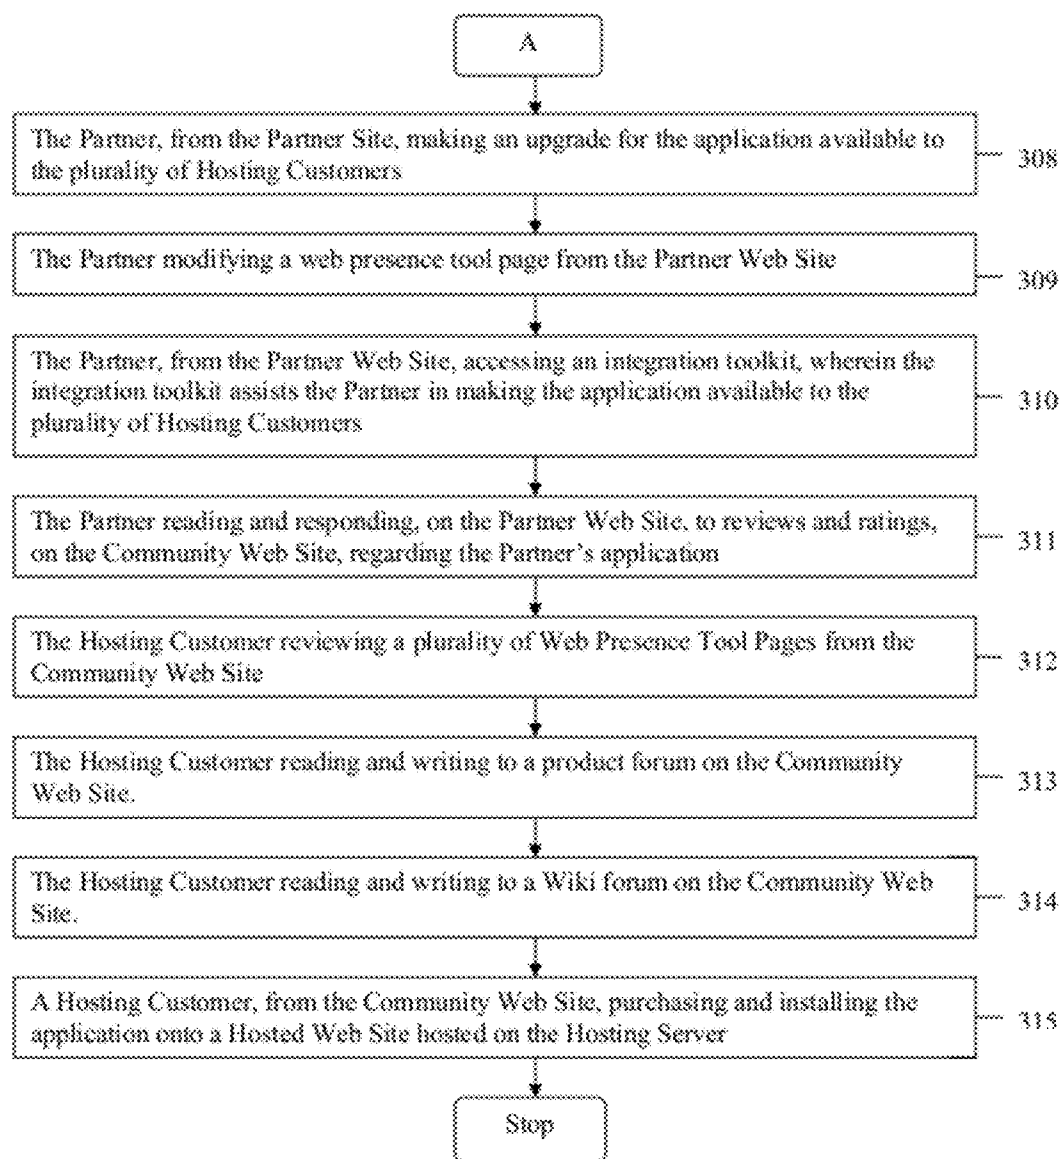 A
The Partner, from the Partner Site, making an upgrade for the application available to
the plurality of Hosting Customers
308
The Partner modifying a web presence tool page from the Partner Web Site
309
The Partner, from the Partner Web Site, accessing an integration toolkit, wherein the
integration toolkit assists the Partner in making the application available to the
plurality of Hosting Customers
310
The Partner reading and responding, on the Partner Web Site, to reviews and ratings,
on the Community Web Site, regarding the Partner's application
311
The Hosting Customer reviewing a plurality of Web Presence Tool Pages from the
Community Web Site
312
The Hosting Customer reading and writing to a product forum on the Community
Web Site.
313
The Hosting Customer reading and writing to a Wiki forum on the Community Web
Site.
314
A Hosting Customer, from the Community Web Site, purchasing and installing the
application onto a Hosted Web Site hosted on the Hosting Server
315
Stop